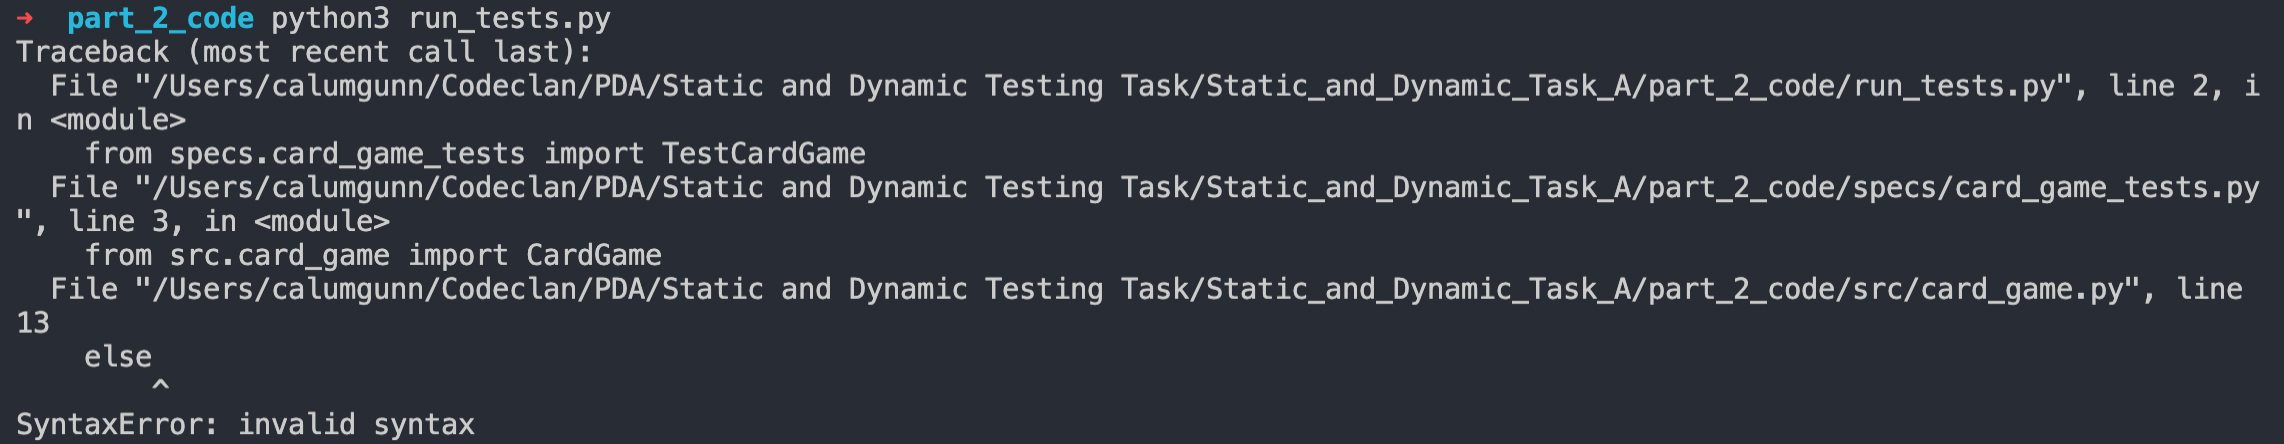 → part_2_code python3 run_tests.py
Traceback (most recent call last):
  File "/Users/calumgunn/Codeclan/PDA/Static and Dynamic Testing Task/Static_and_Dynamic_Task_A/part_2_code/run_tests.py", line 2, i
n <module>
    from specs.card_game_tests import TestCardGame
  File "/Users/calumgunn/Codeclan/PDA/Static and Dynamic Testing Task/Static_and_Dynamic_Task_A/part_2_code/specs/card_game_tests.py
", line 3, in <module>
    from src.card_game import CardGame
  File "/Users/calumgunn/Codeclan/PDA/Static and Dynamic Testing Task/Static_and_Dynamic_Task_A/part_2_code/src/card_game.py", line
13
    else
        ^
SyntaxError: invalid syntax